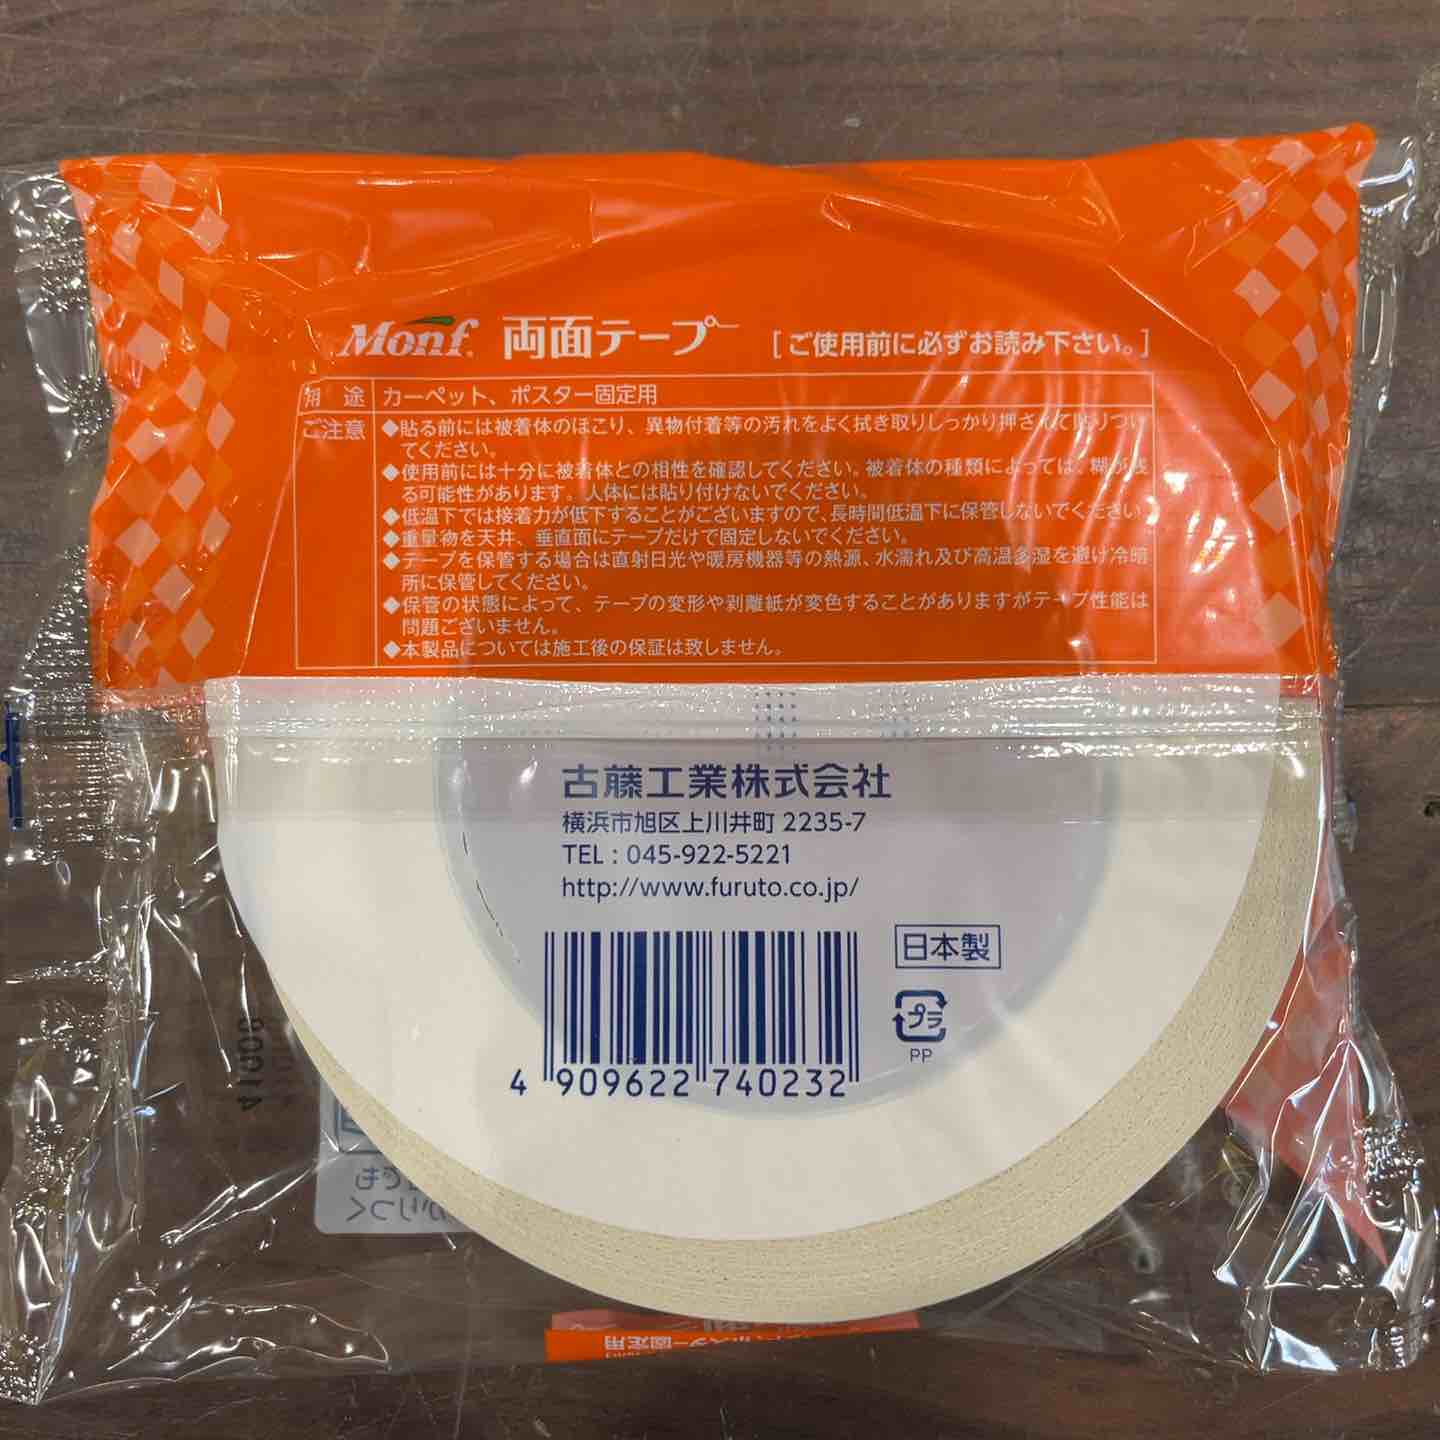 Monf 両面テープ [ご使用前に必ずお読み下さい。]
用途 カーペット、ポスター固定用
ご注意 ◆貼る前には被着体のほこり、異物付着等の汚れをよく拭き取りしっかり押さえて貼りつい
てください。
◆使用前には十分に被着体との相性を確認してください。被着体の種類によっては、糊が残
る可能性があります。人体には貼り付けないでください。
◆低温下では接着力が低下することがございますので、長時間低温下に保管しないでください。
◆重量物を天井、垂直面にテープだけで固定しないでください。
◆テープを保管する場合は直射日光や暖房機器等の熱源、水濡れ及び高温多湿を避け冷暗
所に保管してください。
◆保管の状態によって、テープの変形や剥離紙が変色することがありますがテープ性能は
問題ございません。
◆本製品については施工後の保証は致しません。
古藤工業株式会社
横浜市旭区上川井町 2235-7
TEL : 045-922-5221
http://www.furuto.co.jp/
日本製
プラ
PP
4 909622 740232
スター固定用